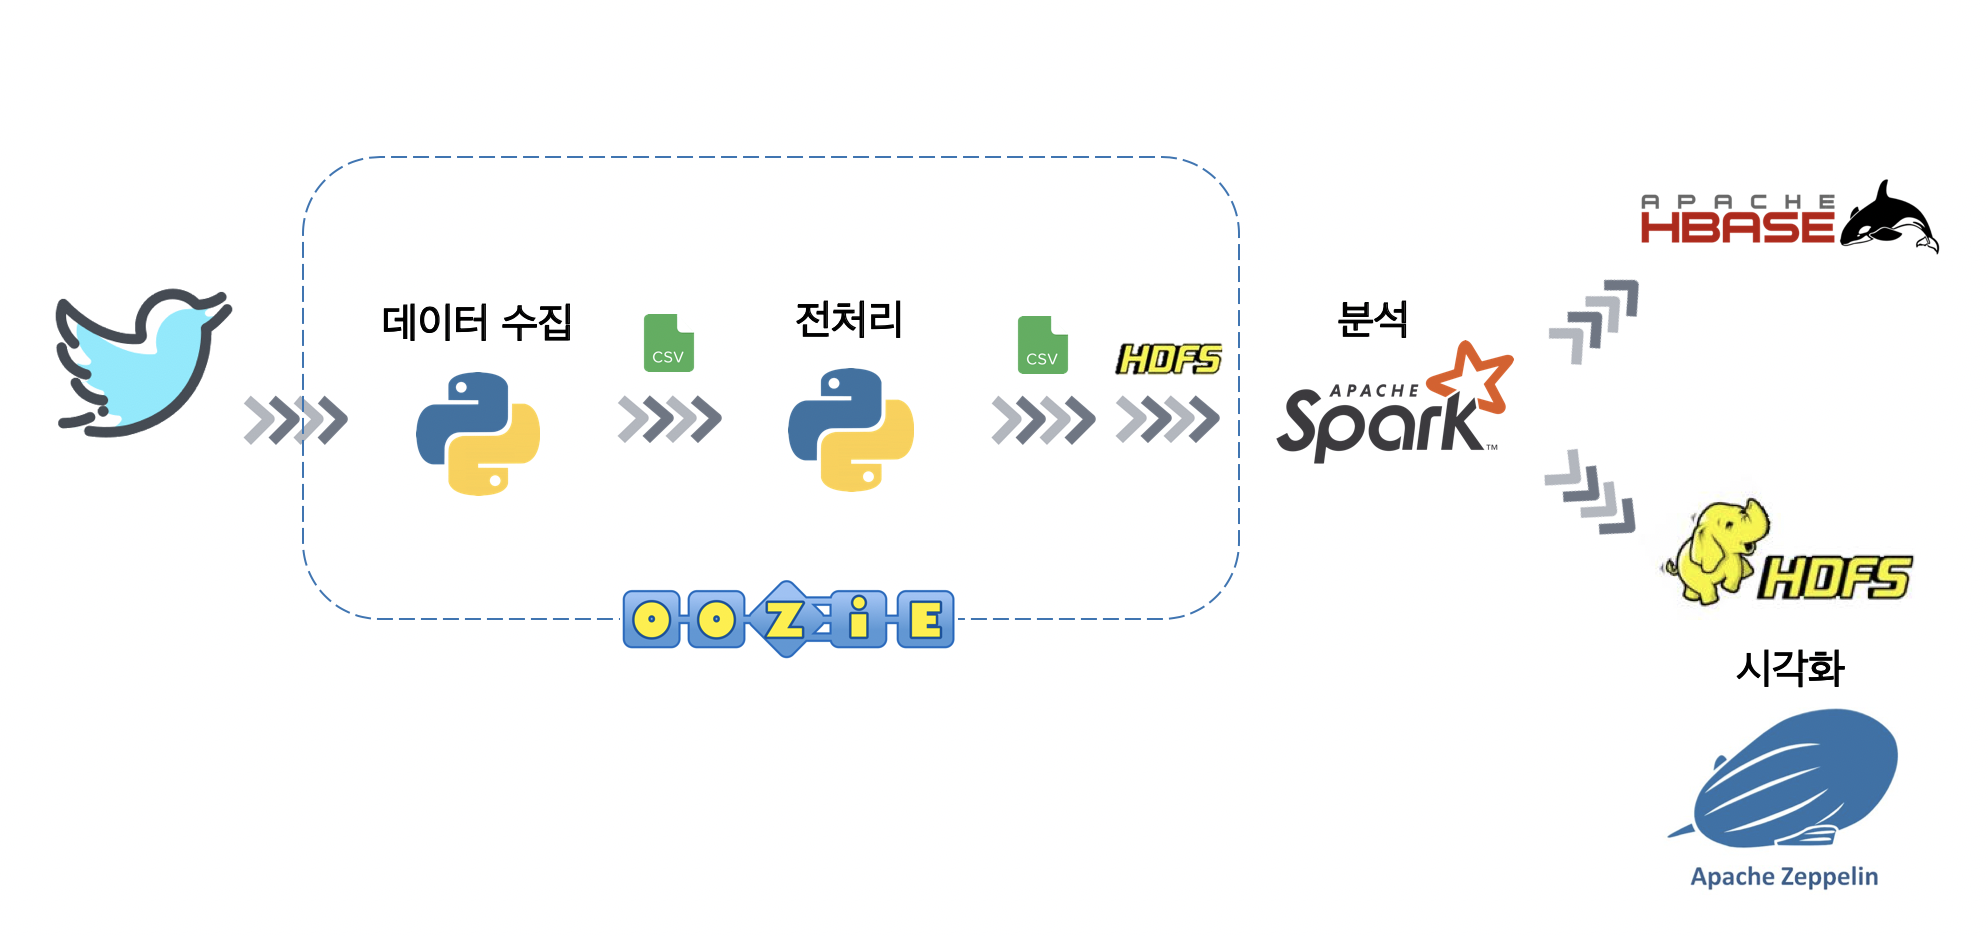 데이터 수집
CSV
전처리
CSV
HDFS
분석
APACHE
Spark™
OOZiE
APACHE
HBASE
HDFS
시각화
Apache Zeppelin